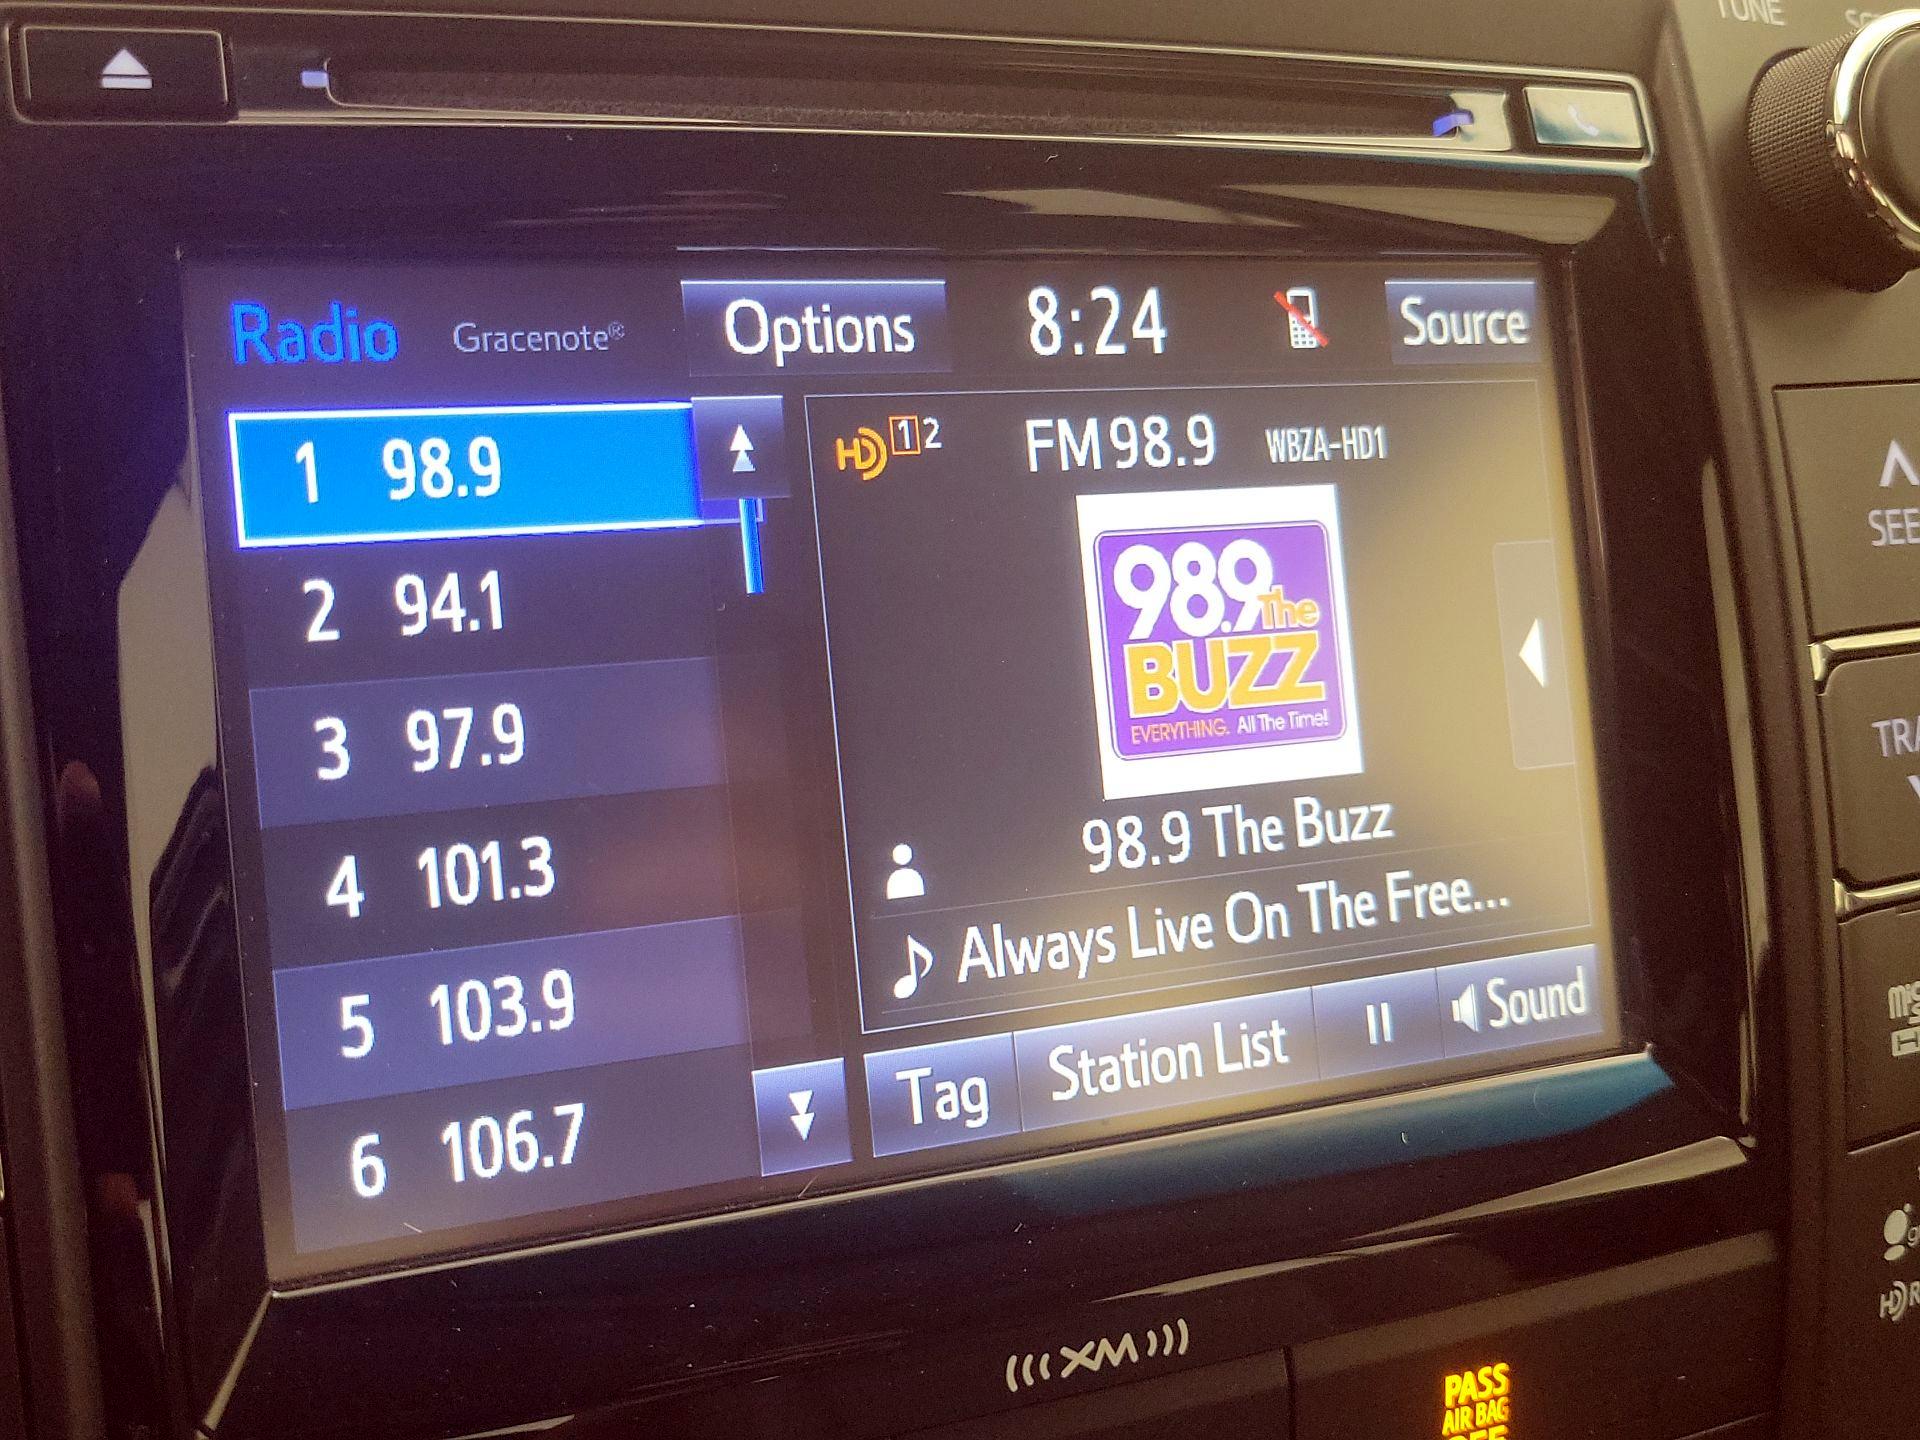 TUNE
Radio Gracenote® Options 8:24 Source
1 98.9
2 94.1
3 97.9
4 101.3
5 103.9
6 106.7
HD 1 2 FM 98.9 WBZA-HD1
98.9 The
BUZZ
EVERYTHING. All The Time!
98.9 The Buzz
Always Live On The Free...
Tag Station List Sound
SEE
TRA
HD R
(((XM)))
PASS
AIR BAG